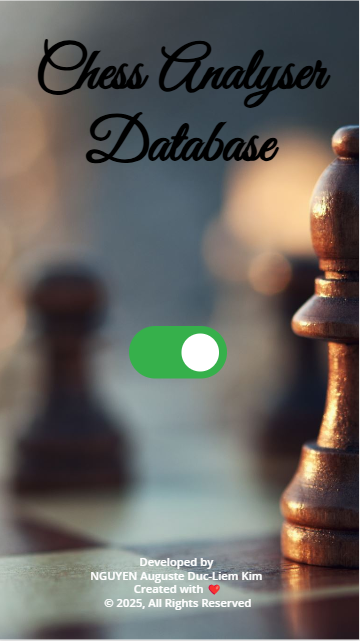 Chess Analyser
Database
Developed by
NGUYEN Auguste Duc-Liem Kim
Created with ❤️
© 2025, All Rights Reserved